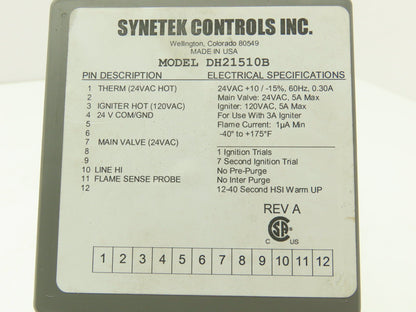 SYNETEK CONTROLS INC.
Wellington, Colorado 80549
MADE IN USA
MODEL DH21510B
PIN DESCRIPTION
1 THERM (24VAC HOT)
2
3 IGNITER HOT (120VAC)
4 24 V COM/GND
5
6
7 MAIN VALVE (24VAC)
8
9
10 LINE HI
11 FLAME SENSE PROBE
12
ELECTRICAL SPECIFICATIONS
24VAC +10 / -15%, 60Hz, 0.30A
Main Valve: 24VAC, 5A Max
Igniter: 120VAC, 5A Max
For Use With 3A Igniter
Flame Current: 1µA Min
-40° to +175°F
1 Ignition Trials
7 Second Ignition Trial
No Pre-Purge
No Inter Purge
12-40 Second HSI Warm UP
REV A
C US
1 2 3 4 5 6 7 8 9 10 11 12